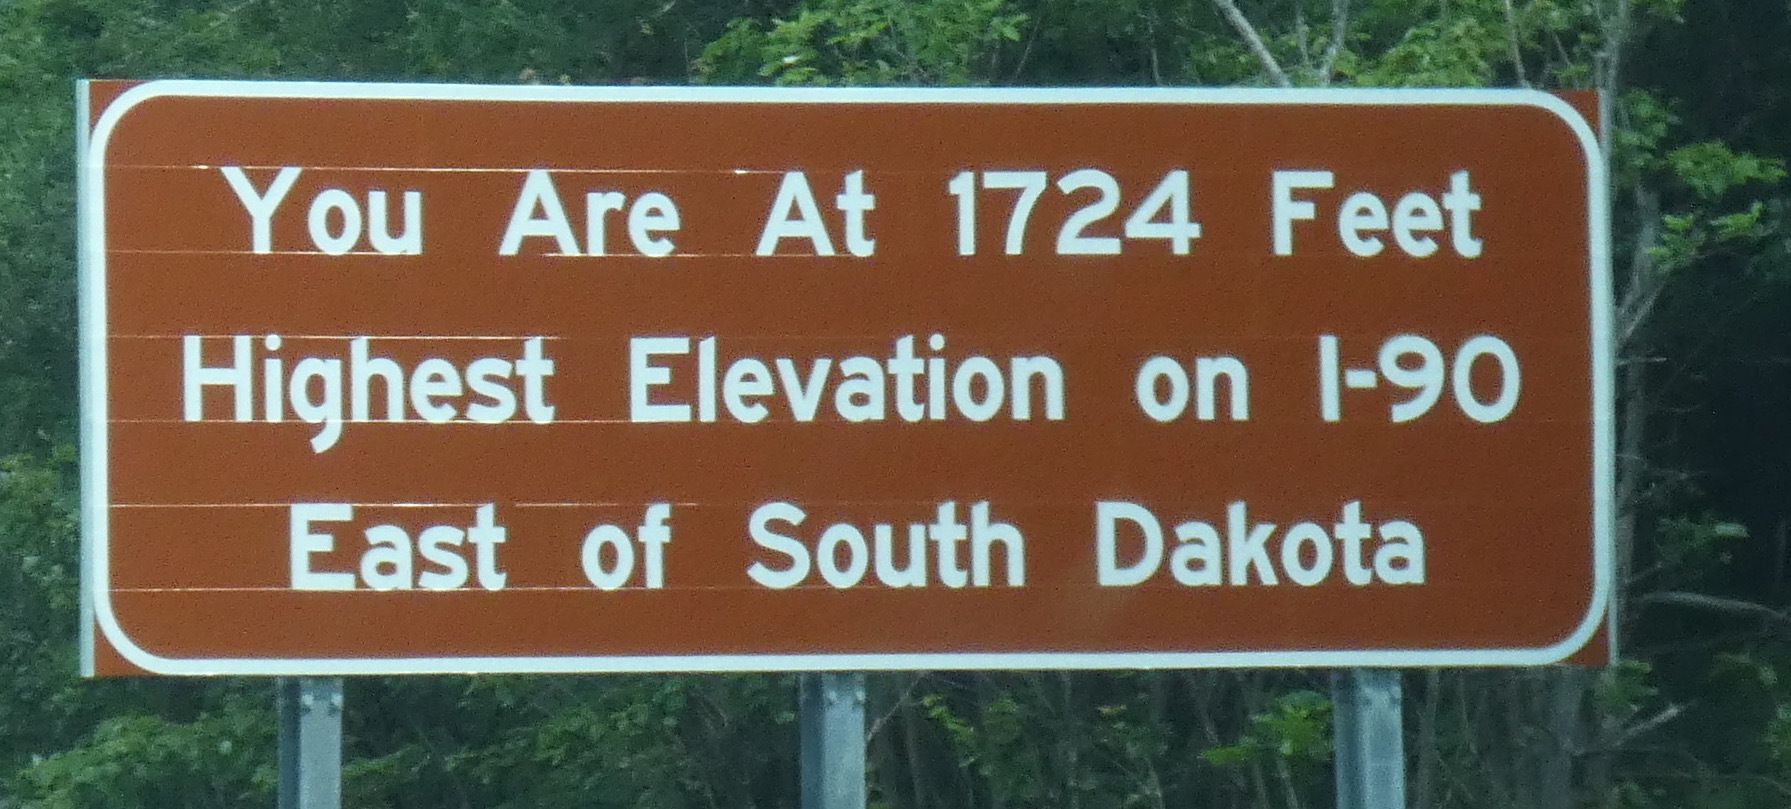 You Are At 1724 Feet
Highest Elevation on I-90
East of South Dakota